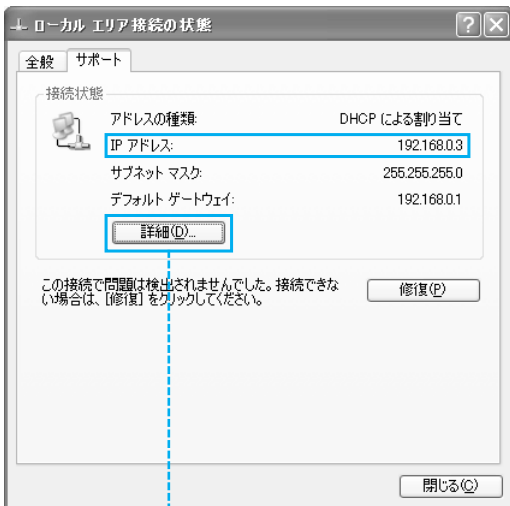 ローカル エリア接続の状態
全般 サポート
接続状態
アドレスの種類: DHCP による割り当て
IP アドレス: 192.168.0.3
サブネット マスク: 255.255.255.0
デフォルト ゲートウェイ: 192.168.0.1
詳細(D)...
この接続で問題は検出されませんでした。接続できな
い場合は、[修復] をクリックしてください。
修復(P)
閉じる(C)